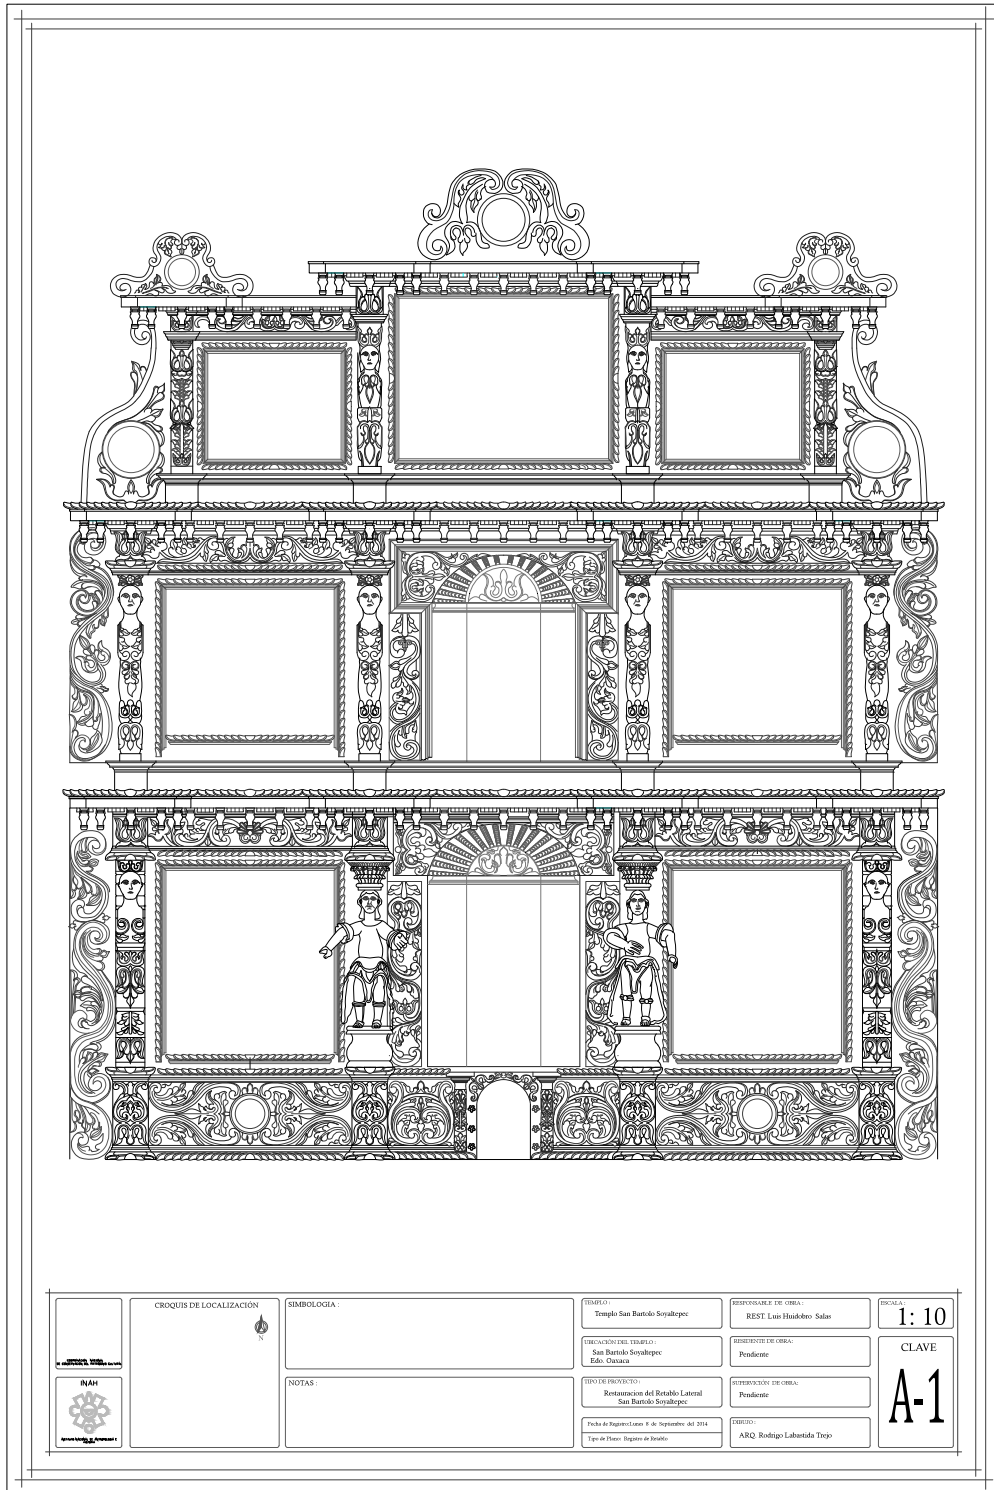 CROQUIS DE LOCALIZACIÓN
N
INAH
SIMBOLOGIA :
NOTAS :
TEMPLO :
Templo San Bartolo Soyaltepec
UBICACIÓN DEL TEMPLO :
San Bartolo Soyaltepec
Edo. Oaxaca
TIPO DE PROYECTO :
Restauracion del Retablo Lateral
San Bartolo Soyaltepec
Fecha de Registro: Lunes 8 de Septiembre del 2014
Tipo de Plano: Registro de Retablo
RESPONSABLE DE OBRA:
REST. Luis Huidobro Salas
RESIDENTE DE OBRA:
Pendiente
SUPERVICIÓN DE OBRA:
Pendiente
DIBUJO :
ARQ. Rodrigo Labastida Trejo
ESCALA :
1: 10
CLAVE
A-1